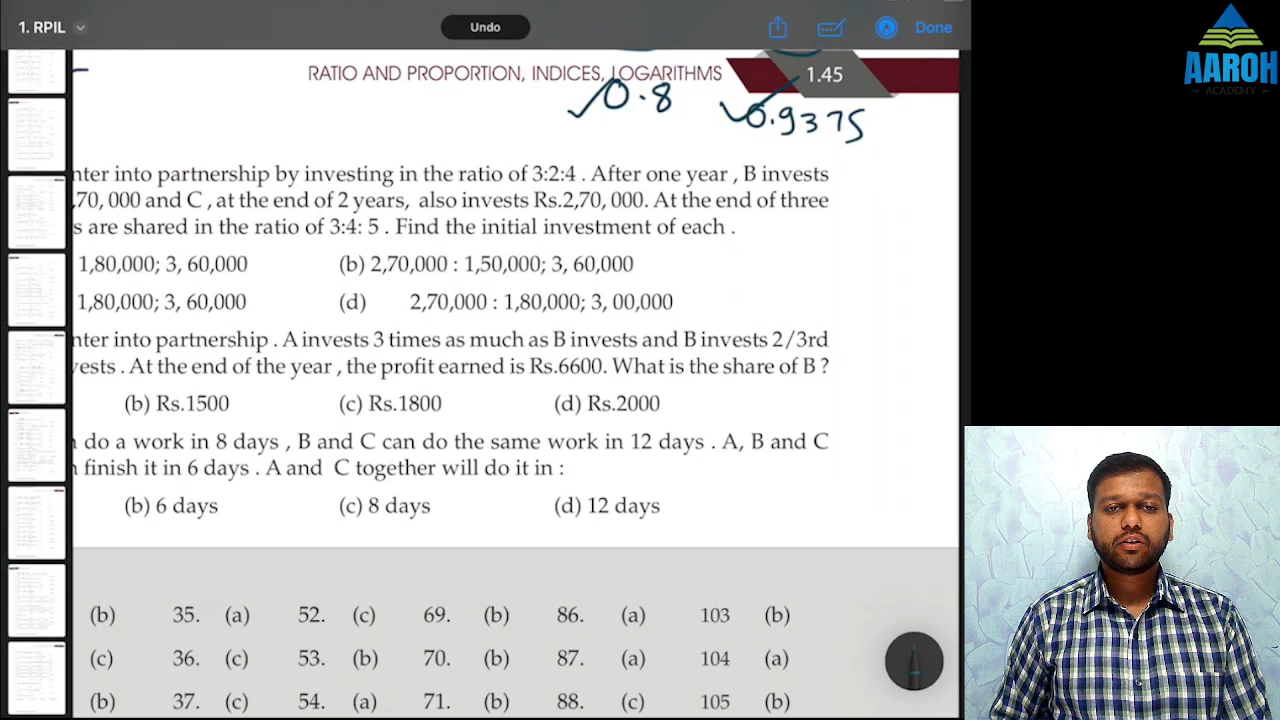 1. RPIL
Undo
Done
AAROH
ACADEMY
RATIO AND PROPORTION, INDICES, LOGARITHMS
1.45
0.8
0.9375
nter into partnership by investing in the ratio of 3:2:4 . After one year , B invests
,70, 000 and C , at the end of 2 years, also invests Rs.2,70, 000. At the end of three
s are shared in the ratio of 3:4: 5 . Find the initial investment of each .
1,80,000; 3, 60,000
(b) 2,70,000 : 1,50,000: 3, 60,000
1,80,000; 3, 90,000
(d) 2,70,000 : 1,80,000; 3, 00,000
nter into partnership . A invests 3 times as much as B invests and B invests 2/3rd
vests . At the end of the year , the profit earned is Rs.6600. What is the share of B ?
(b) Rs.1500 (c) Rs.1800 (d) Rs.2000
do a work in 8 days , B and C can do the same work in 12 days . A, B and C
finish it in 6 days . A and C together will do it in :
(b) 6 days (c) 8 days (d) 12 days
(b) 35. (a) 52. (c) 69. (b) 86. (a) 103 (b)
(c) 36. (c) 53. (b) 70. (b) 87. (a) 104 (a)
(b) 37. (c) 54. (a) 71. (b) 88. (c) 105 (b)